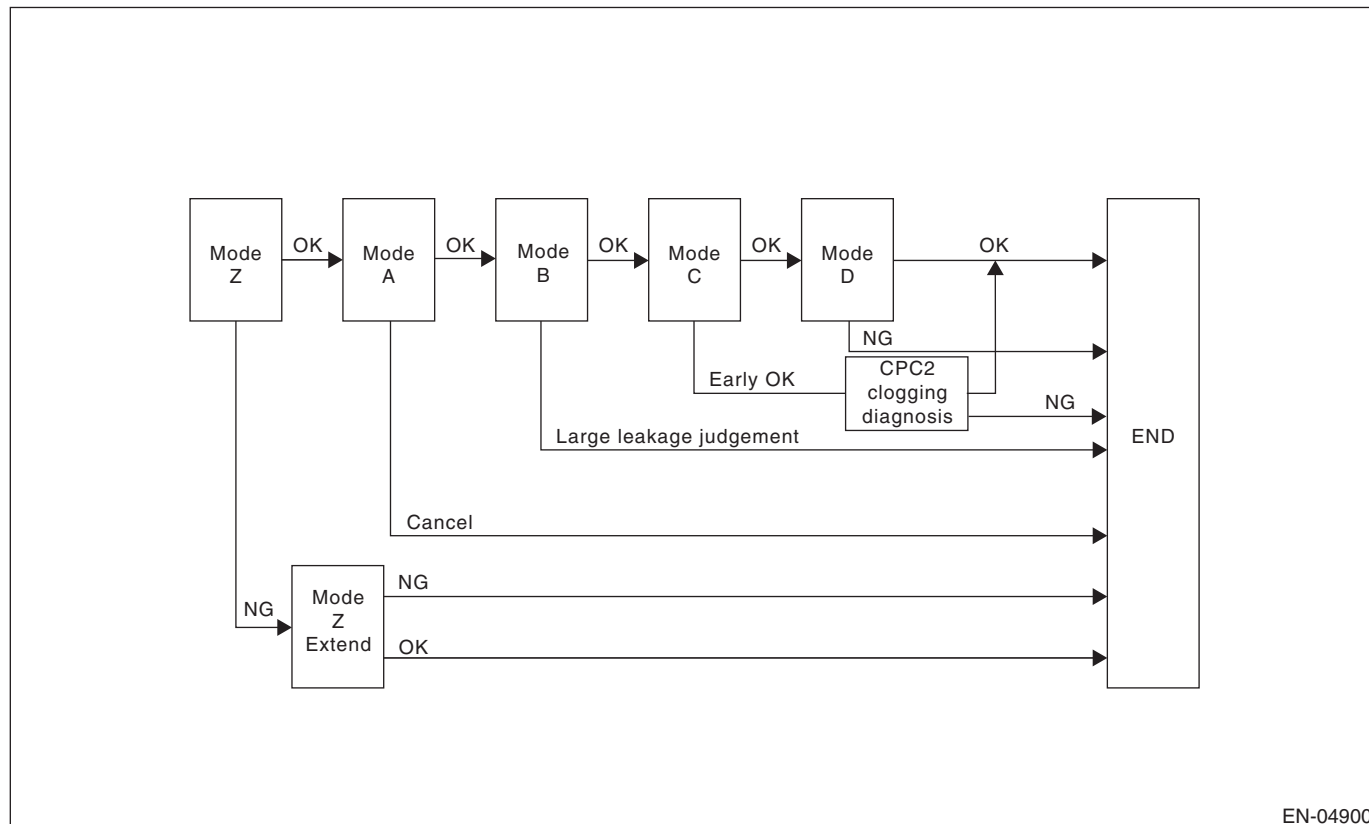 Mode
Z
OK
Mode
A
OK
Mode
B
OK
Mode
C
OK
Mode
D
OK
NG
Early OK
CPC2
clogging
diagnosis
NG
Large leakage judgement
END
Cancel
NG
Mode
Z
Extend
NG
OK
EN-04900